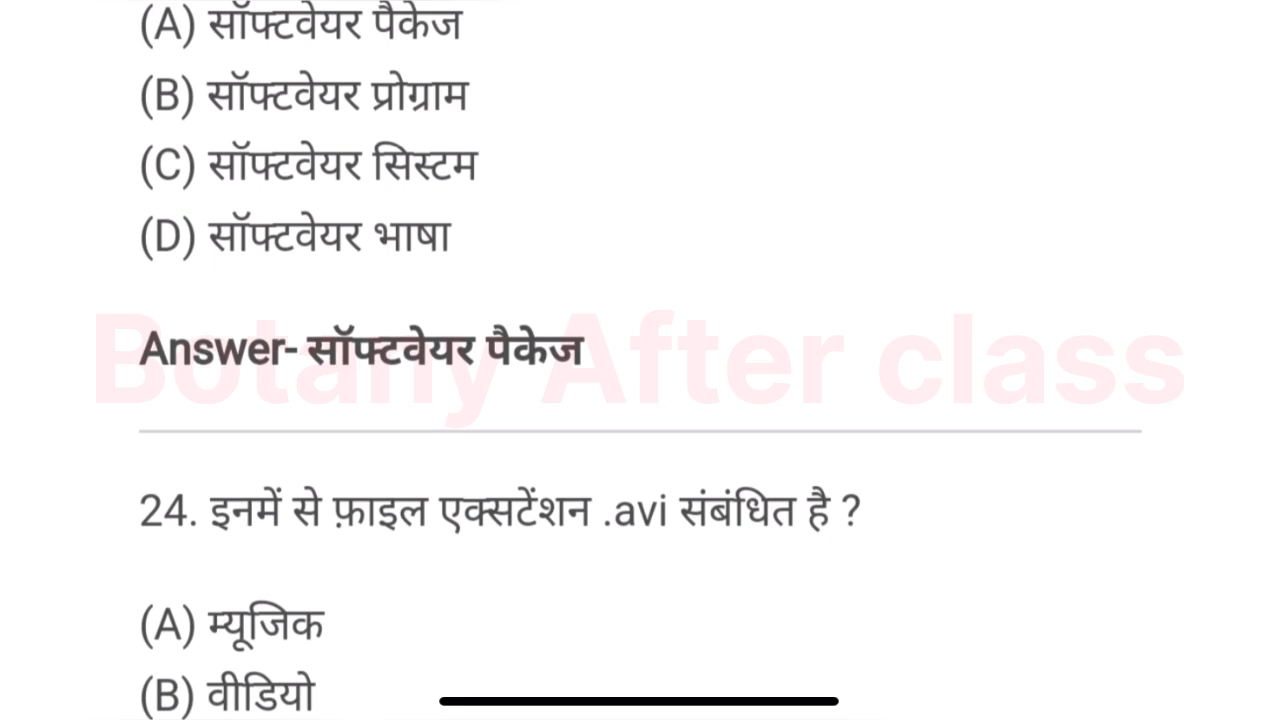 (A) सॉफ्टवेयर पैकेज
(B) सॉफ्टवेयर प्रोग्राम
(C) सॉफ्टवेयर सिस्टम
(D) सॉफ्टवेयर भाषा
Answer- सॉफ्टवेयर पैकेज
Botany After class
24. इनमें से फ़ाइल एक्सटेंशन .avi संबंधित है ?
(A) म्यूजिक
(B) वीडियो